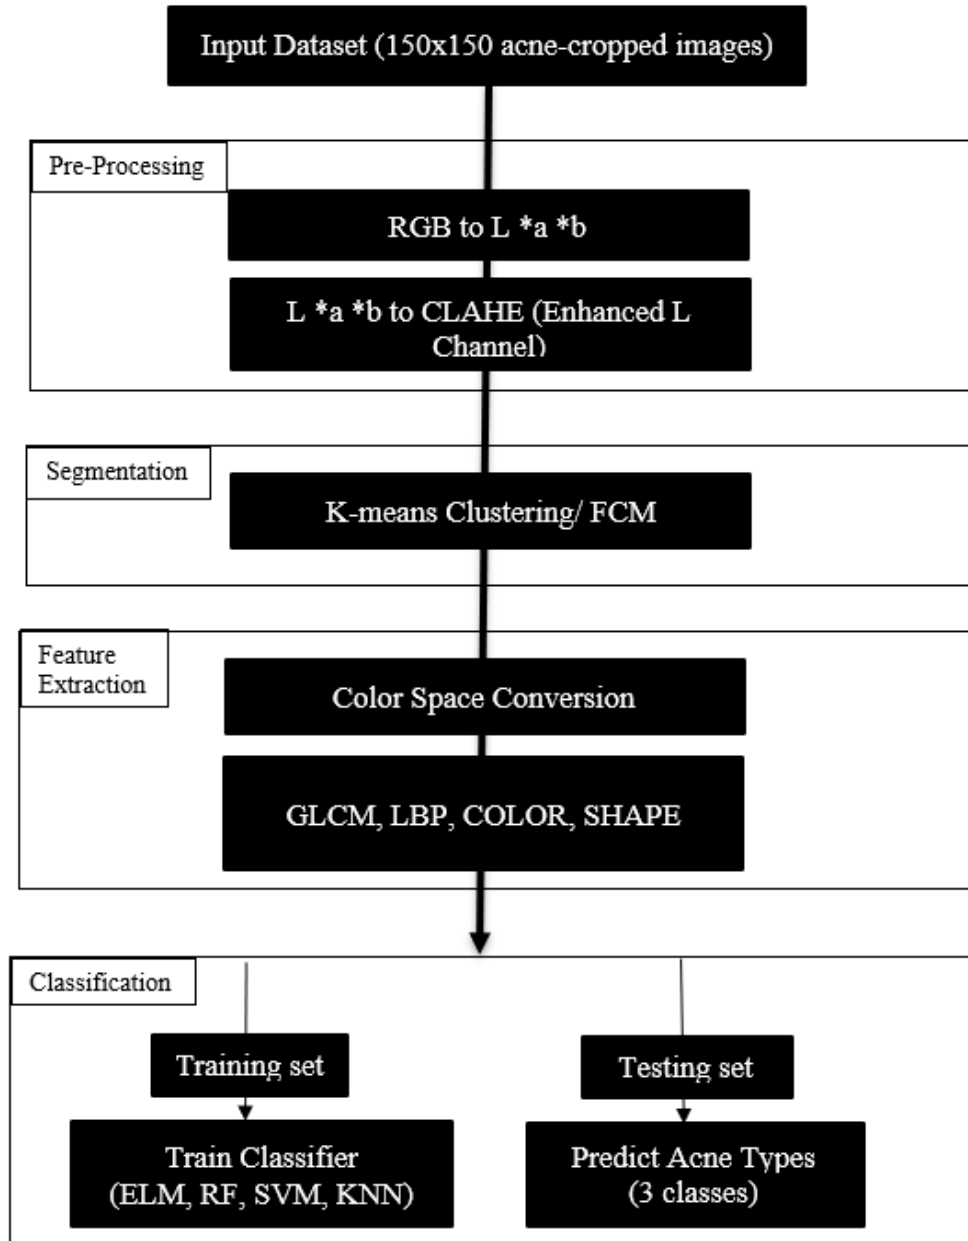 Input Dataset (150x150 acne-cropped images)
Pre-Processing
RGB to L *a *b
L *a *b to CLAHE (Enhanced L
Channel)
Segmentation
K-means Clustering/ FCM
Feature
Extraction
Color Space Conversion
GLCM, LBP, COLOR, SHAPE
Classification
Training set
Testing set
Train Classifier
(ELM, RF, SVM, KNN)
Predict Acne Types
(3 classes)